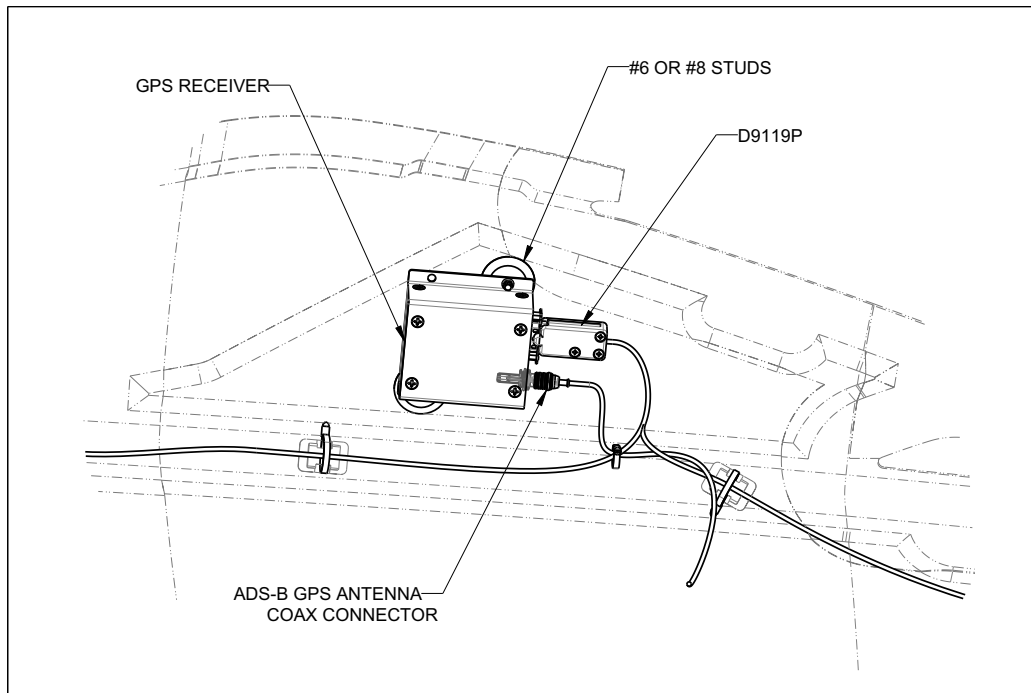 #6 OR #8 STUDS
GPS RECEIVER
D9119P
ADS-B GPS ANTENNA
COAX CONNECTOR